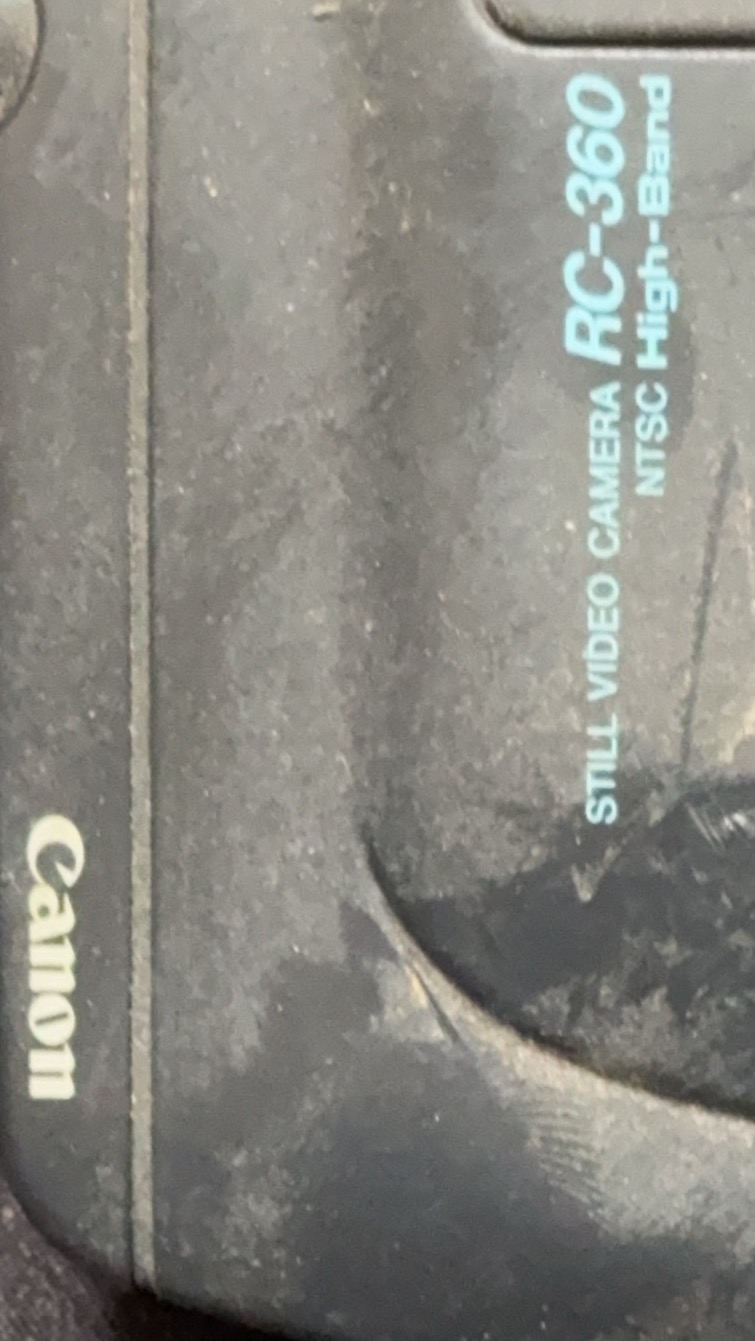 STILL VIDEO CAMERA RC-360
NTSC High-Band
Canon